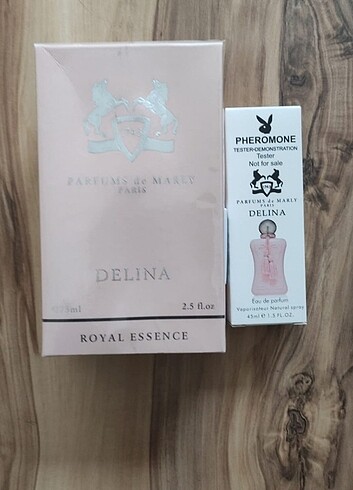 PARFUMS de MARLY
PARIS
DELINA
75ml
2.5 fl.oz
ROYAL ESSENCE
PHEROMONE
TESTER-DEMONSTRATION
Tester
Not for sale
PARFUMS de MARLY
PARIS
DELINA
Eau de parfum
Vaporisateur Natural spray
45ml ℮ 1.5 FL.OZ.